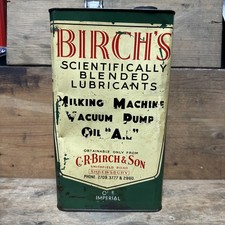 BIRCH'S
SCIENTIFICALLY
BLENDED
LUBRICANTS
MILKING MACHINE
VACUUM PUMP
OIL "A.L"
OBTAINABLE ONLY FROM
C.R. BIRCH & SON
IMPERIAL